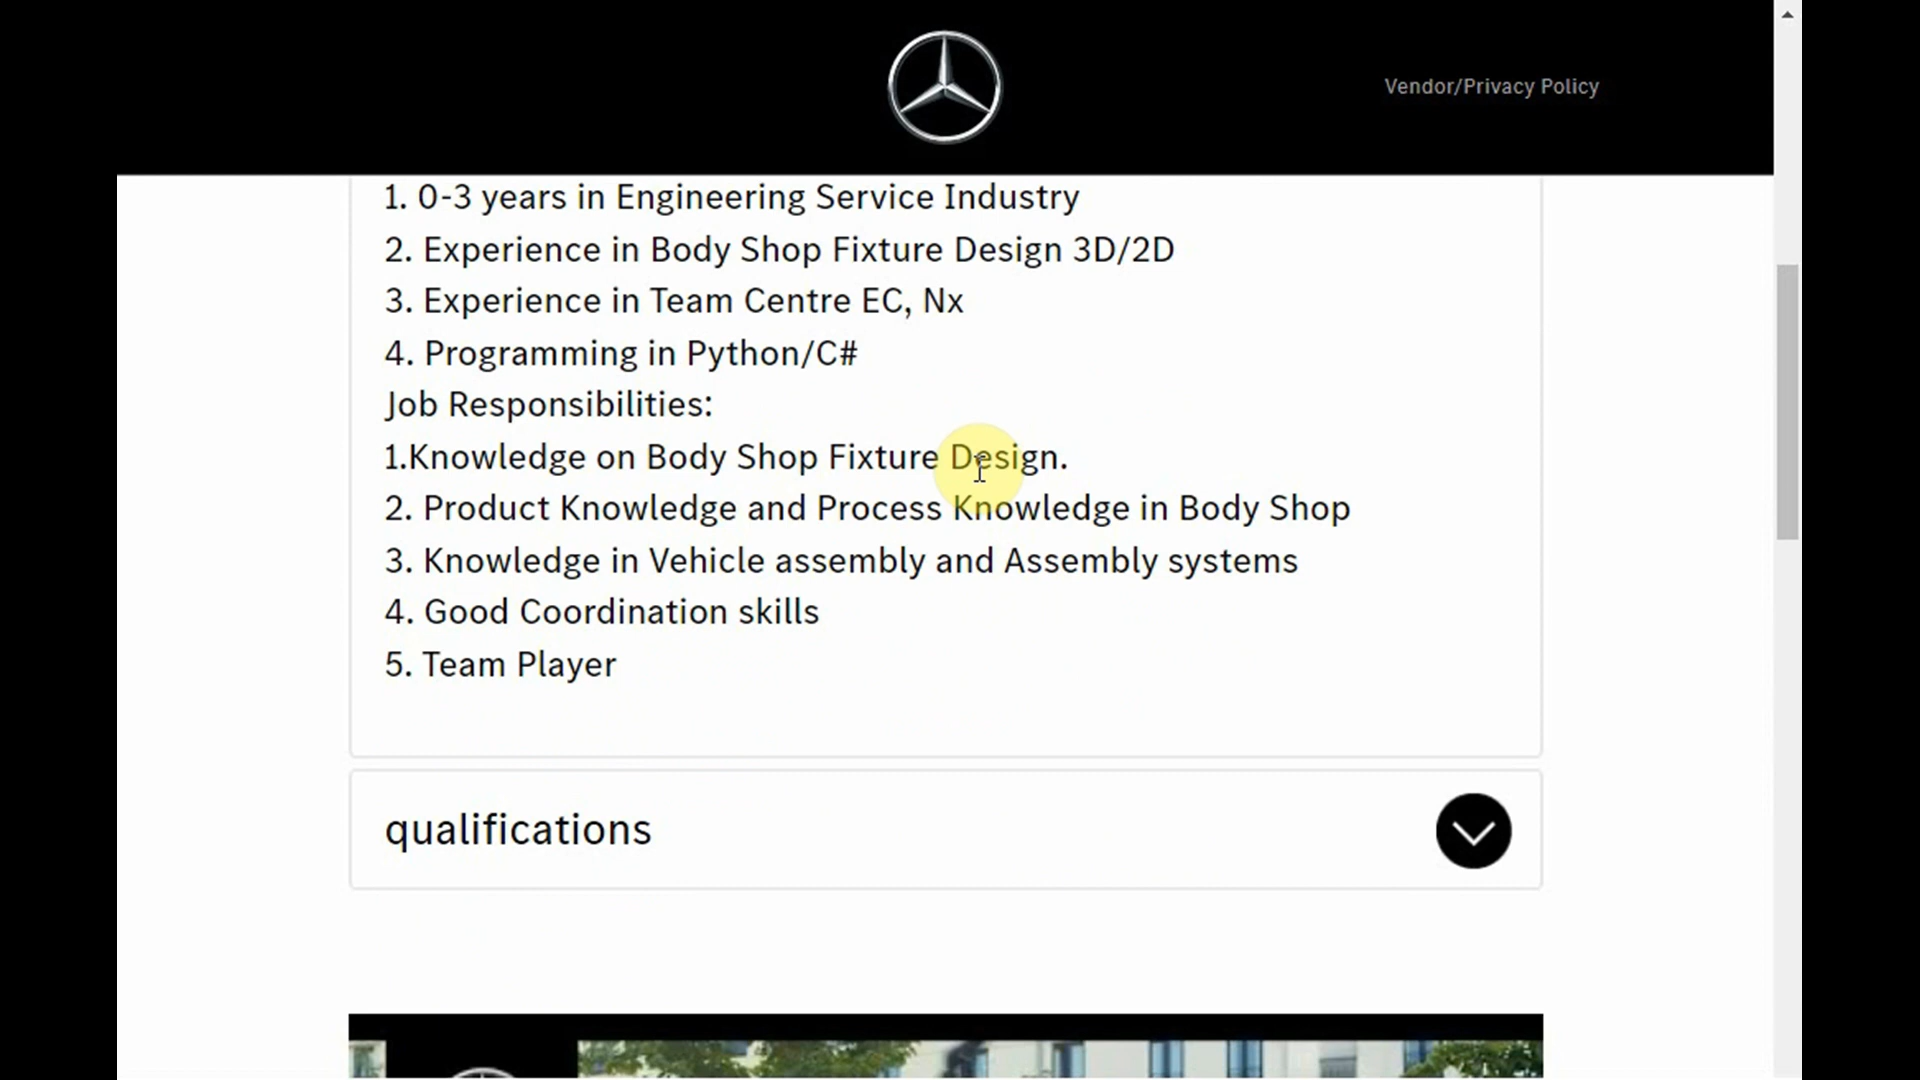 Vendor/Privacy Policy
1. 0-3 years in Engineering Service Industry
2. Experience in Body Shop Fixture Design 3D/2D
3. Experience in Team Centre EC, Nx
4. Programming in Python/C#
Job Responsibilities:
1.Knowledge on Body Shop Fixture Design.
2. Product Knowledge and Process Knowledge in Body Shop
3. Knowledge in Vehicle assembly and Assembly systems
4. Good Coordination skills
5. Team Player
qualifications